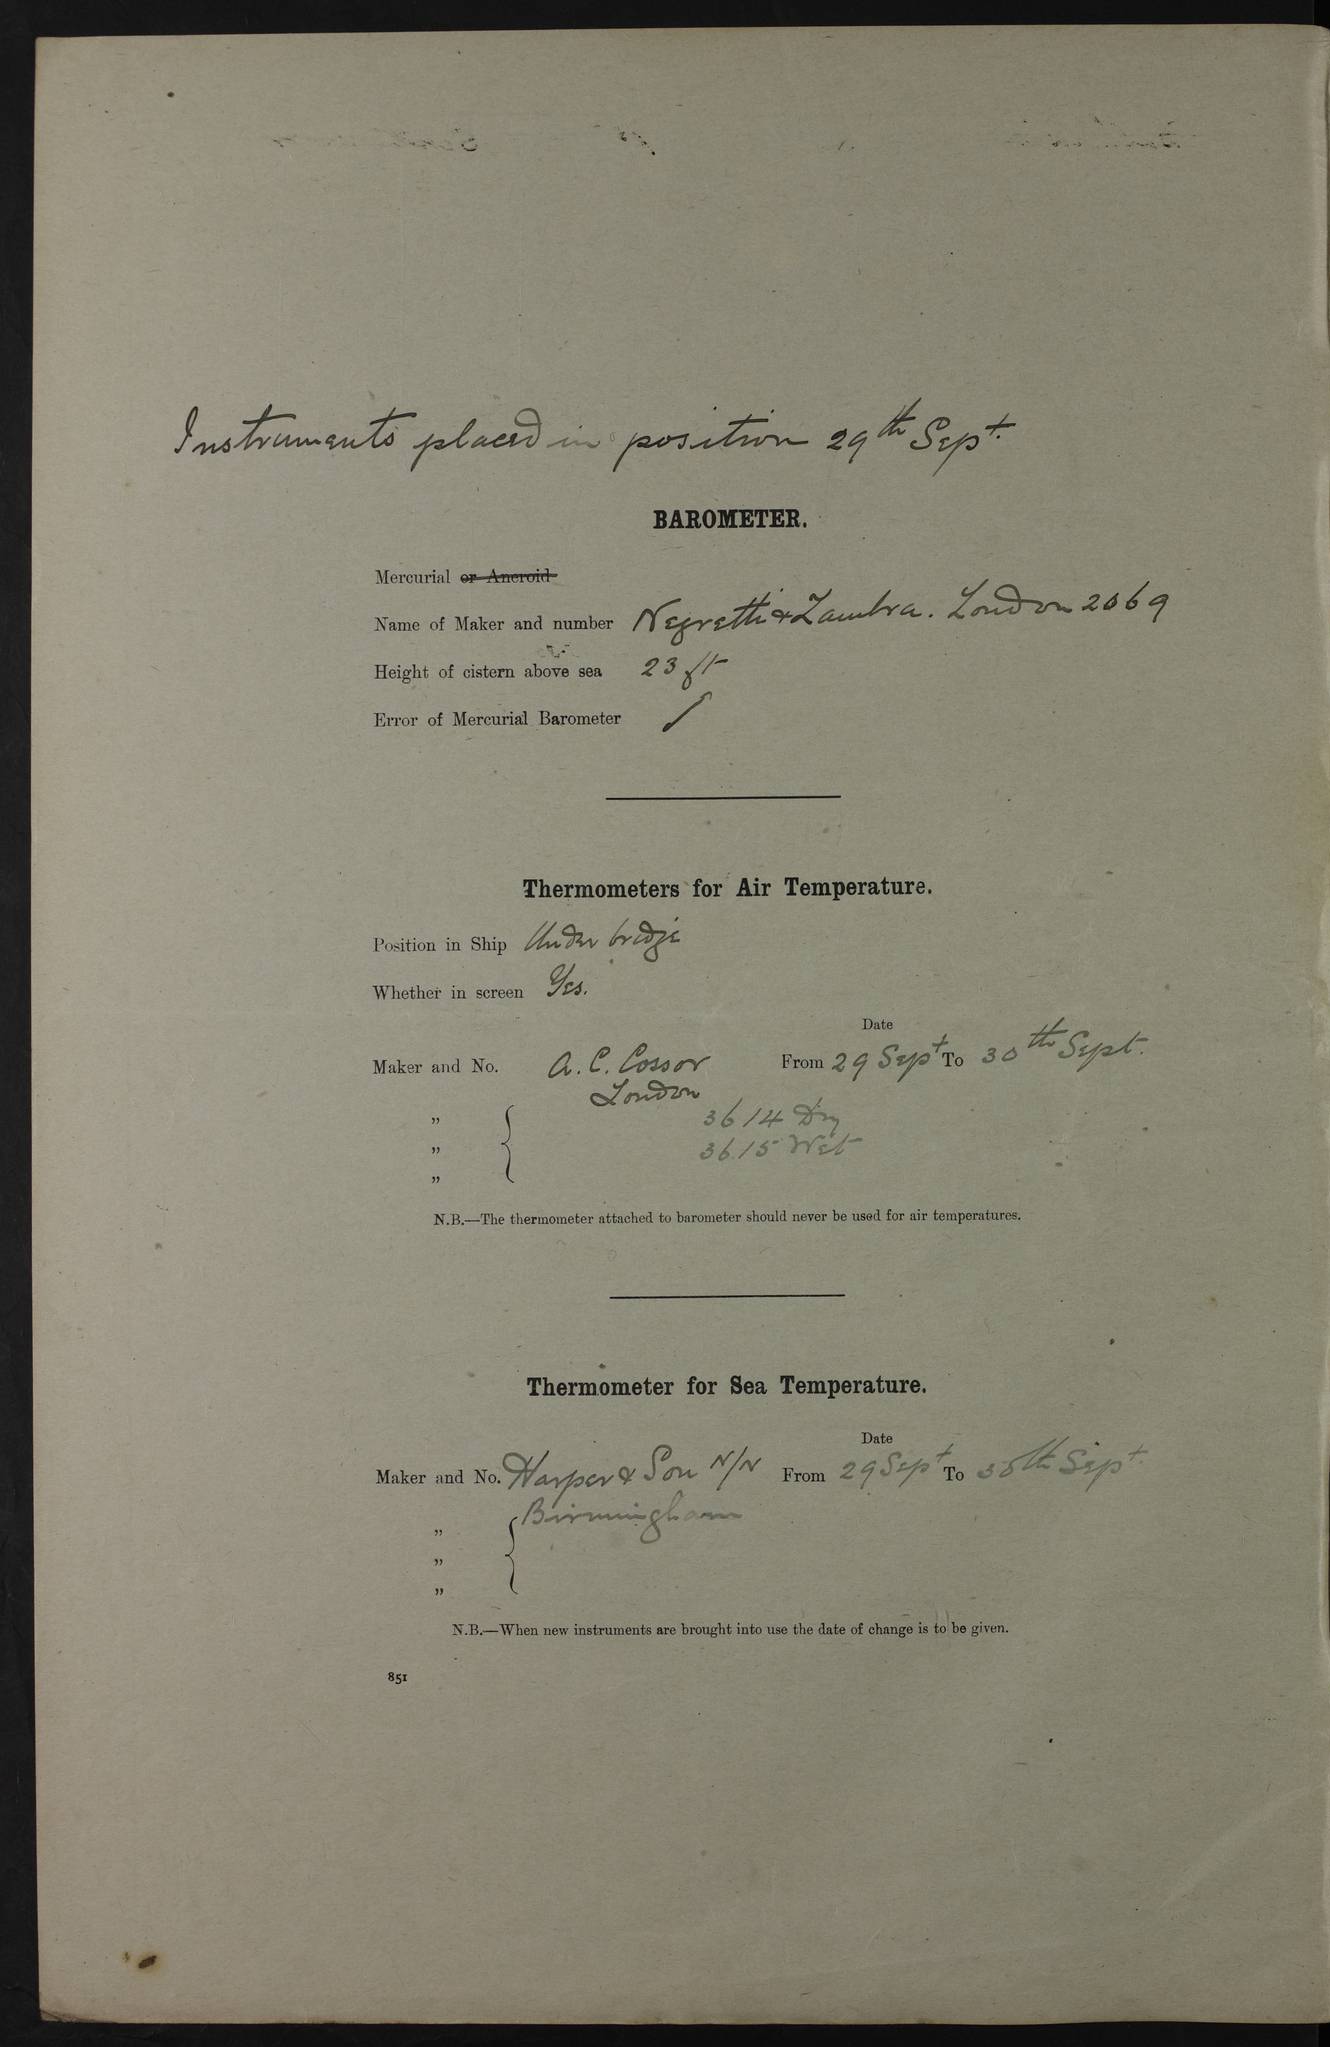 Instruments placed in position 29th Sept.
BAROMETER.
Mercurial or Aneroid
Name of Maker and number Negretti & Zambra. London 2069
Height of cistern above sea 23 ft
Error of Mercurial Barometer
Thermometers for Air Temperature.
Position in Ship Under bridge
Whether in screen Yes.
Date
Maker and No. A. C. Cossor From 29 Sept To 30th Sept.
London
„ 3614 Dry
„ 3615 Wet
„
N.B.—The thermometer attached to barometer should never be used for air temperatures.
Thermometer for Sea Temperature.
Date
Maker and No. Harper & Son N/N From 29 Sept To 30th Sept.
Birmingham
„
„
„
N.B.—When new instruments are brought into use the date of change is to be given.
851